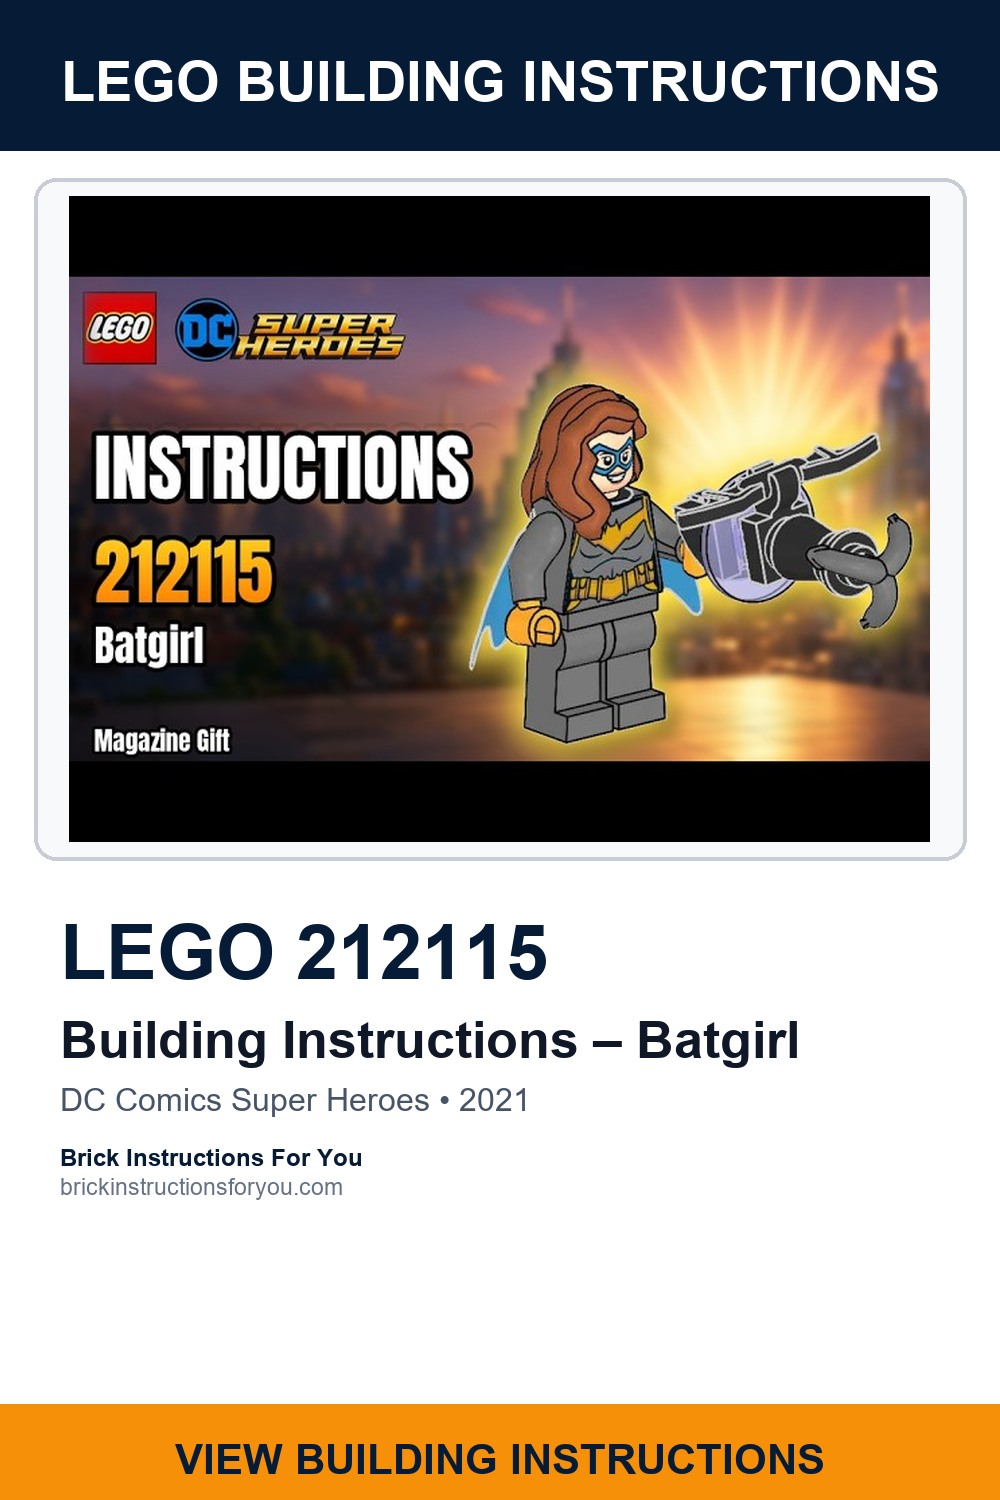 LEGO BUILDING INSTRUCTIONS
LEGO DC SUPER HEROES
INSTRUCTIONS
212115
Batgirl
Magazine Gift
LEGO 212115
Building Instructions – Batgirl
DC Comics Super Heroes • 2021
Brick Instructions For You
brickinstructionsforyou.com
VIEW BUILDING INSTRUCTIONS